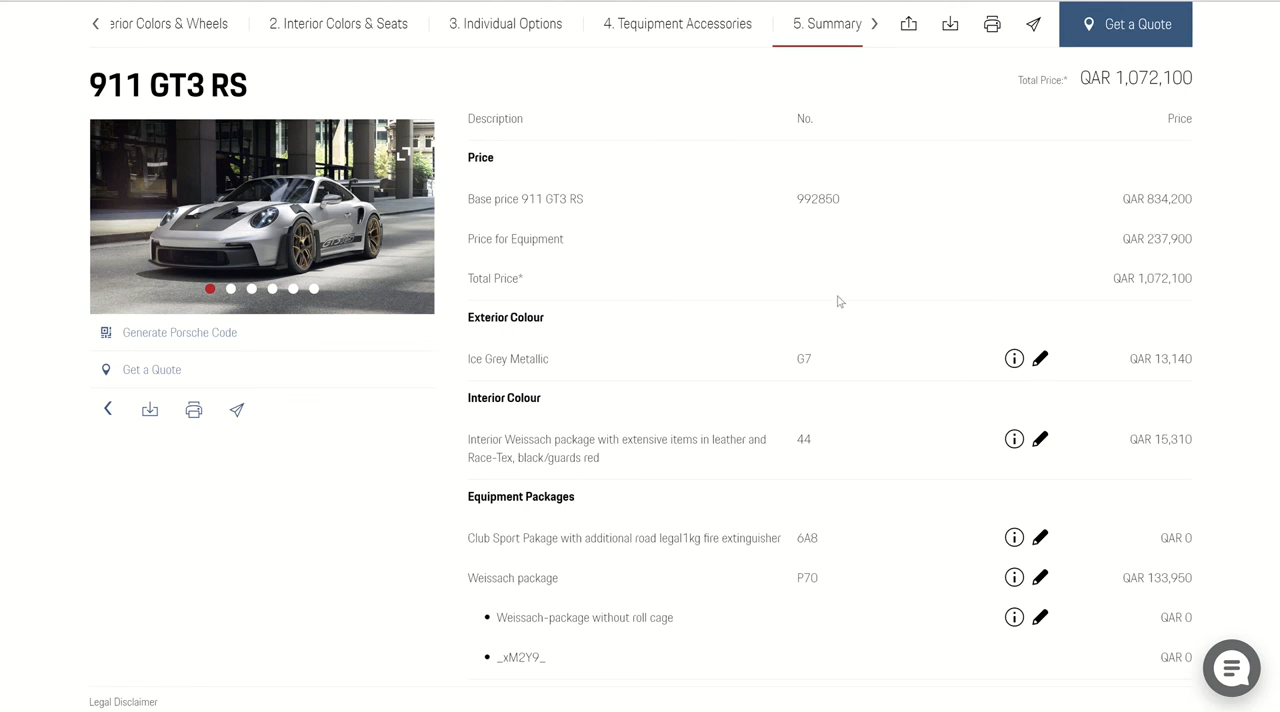 erior Colors & Wheels
2. Interior Colors & Seats
3. Individual Options
4. Tequipment Accessories
5. Summary
Get a Quote
911 GT3 RS
Total Price:* QAR 1,072,100
Description No. Price
Price
Base price 911 GT3 RS 992850 QAR 834,200
Price for Equipment QAR 237,900
Total Price* QAR 1,072,100
Exterior Colour
Ice Grey Metallic G7 QAR 13,140
Interior Colour
Interior Weissach package with extensive items in leather and 44 QAR 15,310
Race-Tex, black/guards red
Equipment Packages
Club Sport Pakage with additional road legal1kg fire extinguisher 6A8 QAR 0
Weissach package P70 QAR 133,950
Weissach-package without roll cage QAR 0
_xM2Y9_ QAR 0
GT3 RS
Generate Porsche Code
Get a Quote
Legal Disclaimer